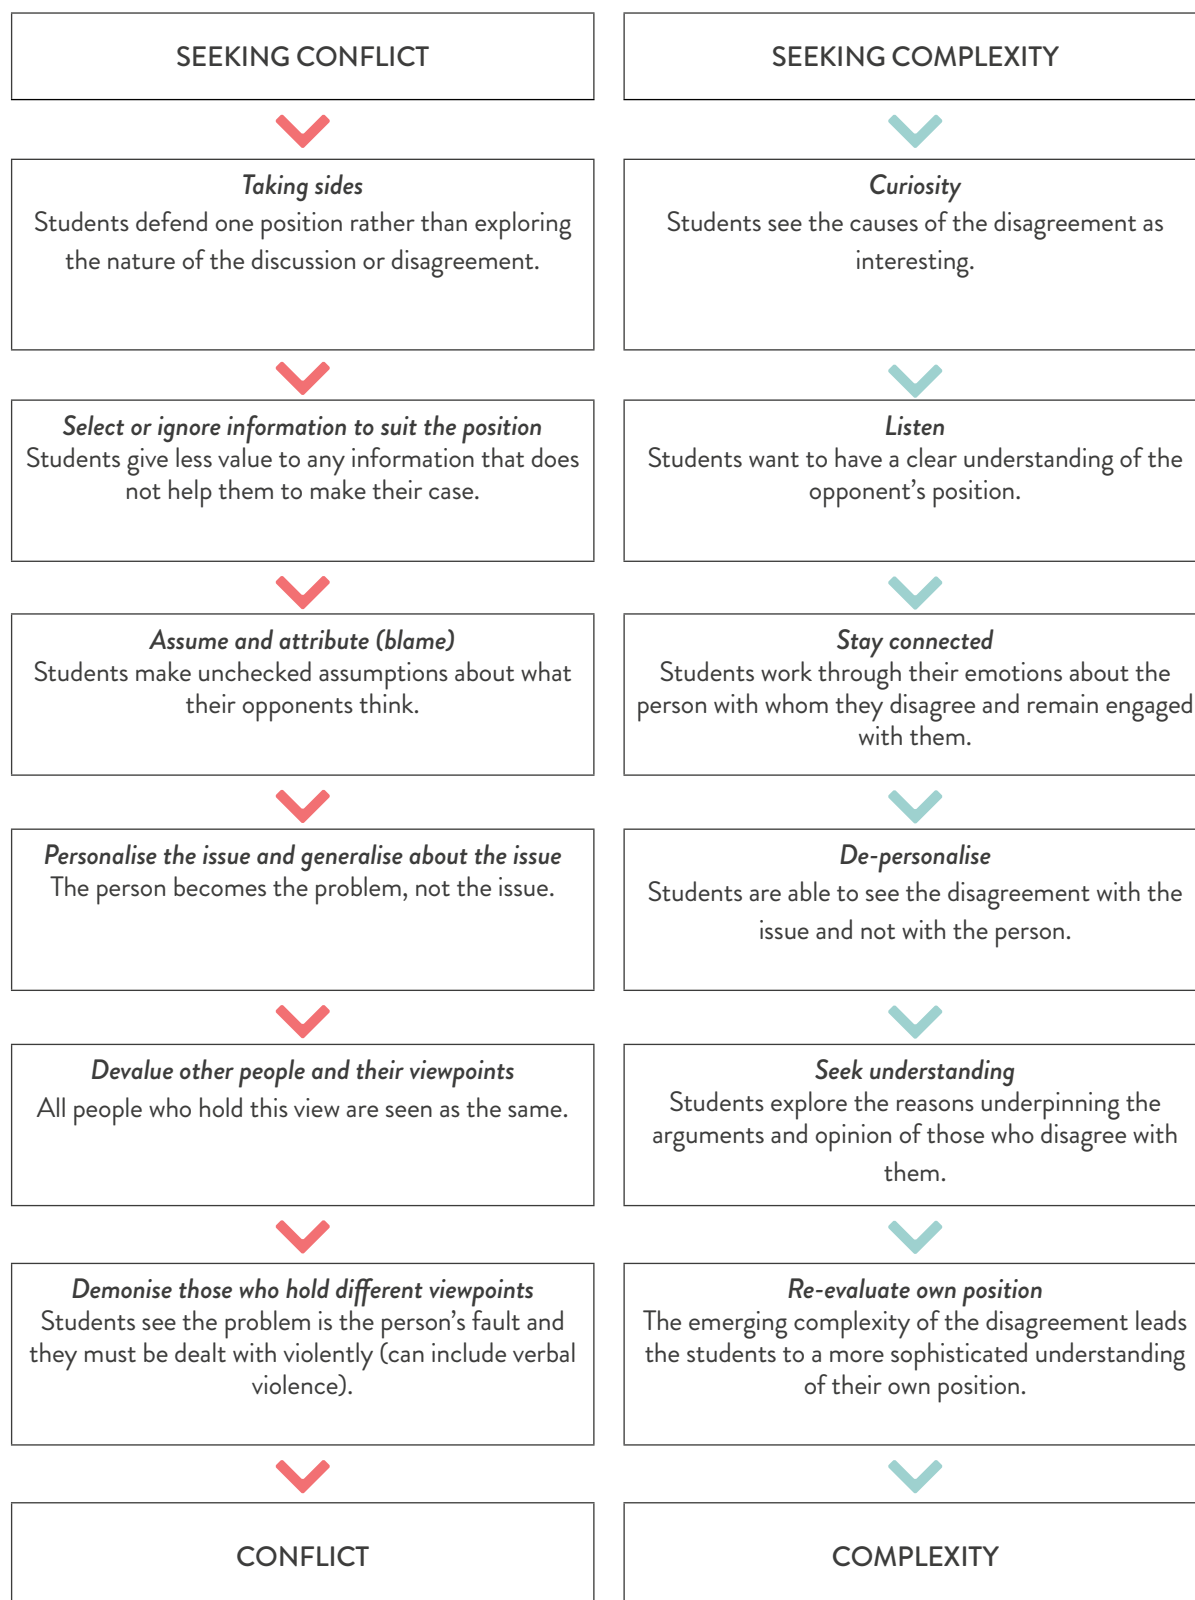 SEEKING CONFLICT
Taking sides
Students defend one position rather than exploring
the nature of the discussion or disagreement.
Select or ignore information to suit the position
Students give less value to any information that does
not help them to make their case.
Assume and attribute (blame)
Students make unchecked assumptions about what
their opponents think.
Personalise the issue and generalise about the issue
The person becomes the problem, not the issue.
Devalue other people and their viewpoints
All people who hold this view are seen as the same.
Demonise those who hold different viewpoints
Students see the problem is the person’s fault and
they must be dealt with violently (can include verbal
violence).
CONFLICT
SEEKING COMPLEXITY
Curiosity
Students see the causes of the disagreement as
interesting.
Listen
Students want to have a clear understanding of the
opponent’s position.
Stay connected
Students work through their emotions about the
person with whom they disagree and remain engaged
with them.
De-personalise
Students are able to see the disagreement with the
issue and not with the person.
Seek understanding
Students explore the reasons underpinning the
arguments and opinion of those who disagree with
them.
Re-evaluate own position
The emerging complexity of the disagreement leads
the students to a more sophisticated understanding
of their own position.
COMPLEXITY